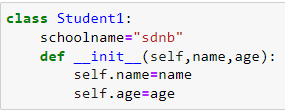 class Student1:
    schoolname="sdnb"
    def __init__(self,name,age):
        self.name=name
        self.age=age